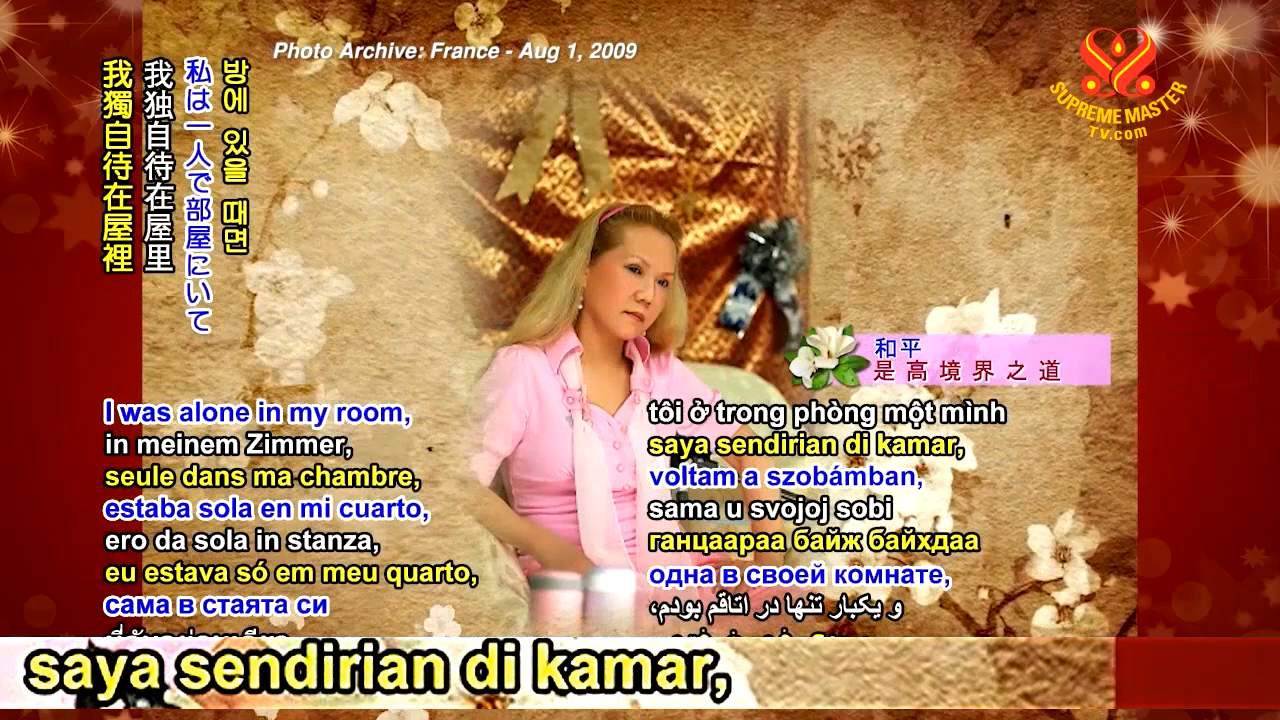 Photo Archive: France - Aug 1, 2009
SUPREME MASTER
TV.com
방에 있을 때면
私は一人で部屋にいて
我独自待在屋里
我獨自待在屋裡
和平
是高境界之道
I was alone in my room,
in meinem Zimmer,
seule dans ma chambre,
estaba sola en mi cuarto,
ero da sola in stanza,
eu estava só em meu quarto,
сама в стаята си
tôi ở trong phòng một mình
saya sendirian di kamar,
voltam a szobámban,
sama u svojoj sobi
ганцаараа байж байхдаа
одна в своей комнате,
و یکبار تنها در اتاقم بودم،
saya sendirian di kamar,